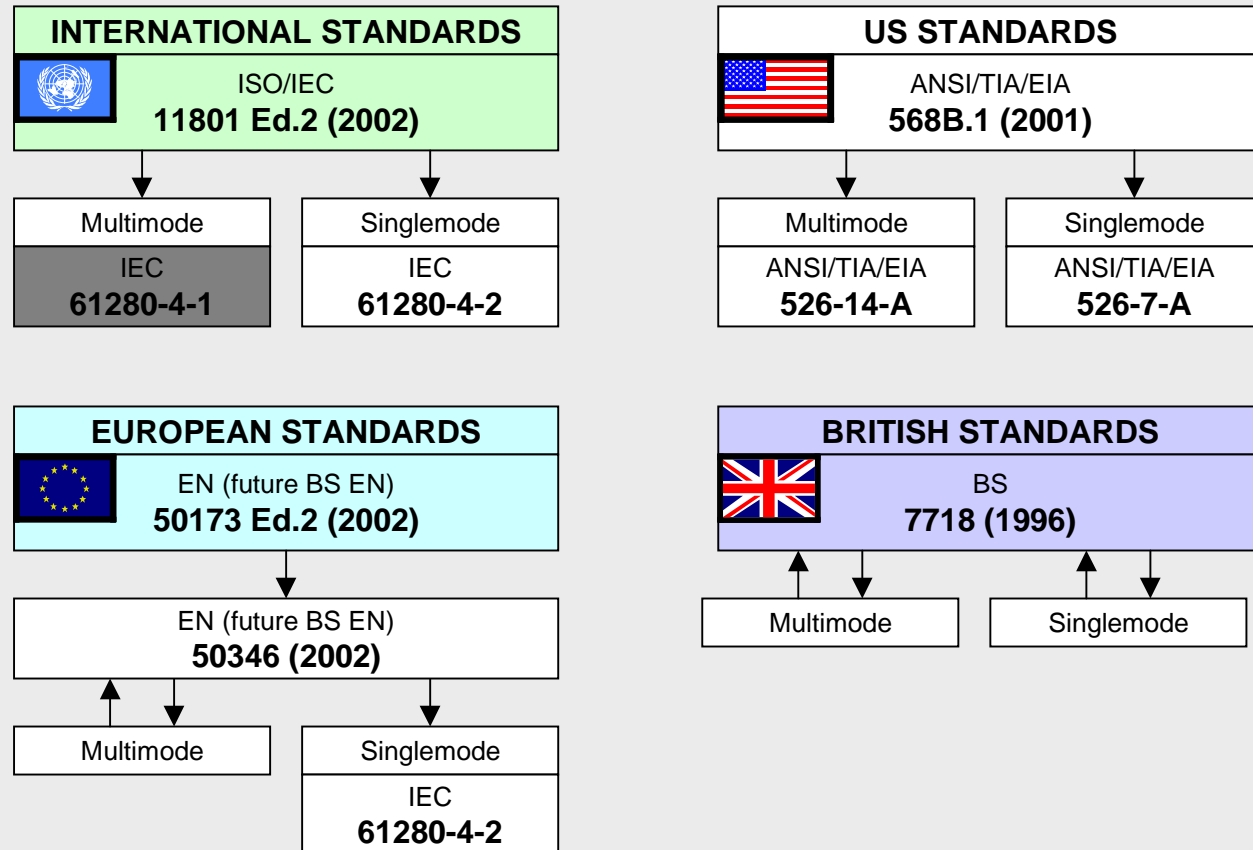 INTERNATIONAL STANDARDS
ISO/IEC
11801 Ed.2 (2002)
Multimode
IEC
61280-4-1
Singlemode
IEC
61280-4-2
US STANDARDS
ANSI/TIA/EIA
568B.1 (2001)
Multimode
ANSI/TIA/EIA
526-14-A
Singlemode
ANSI/TIA/EIA
526-7-A
EUROPEAN STANDARDS
EN (future BS EN)
50173 Ed.2 (2002)
EN (future BS EN)
50346 (2002)
Multimode
Singlemode
IEC
61280-4-2
BRITISH STANDARDS
BS
7718 (1996)
Multimode
Singlemode